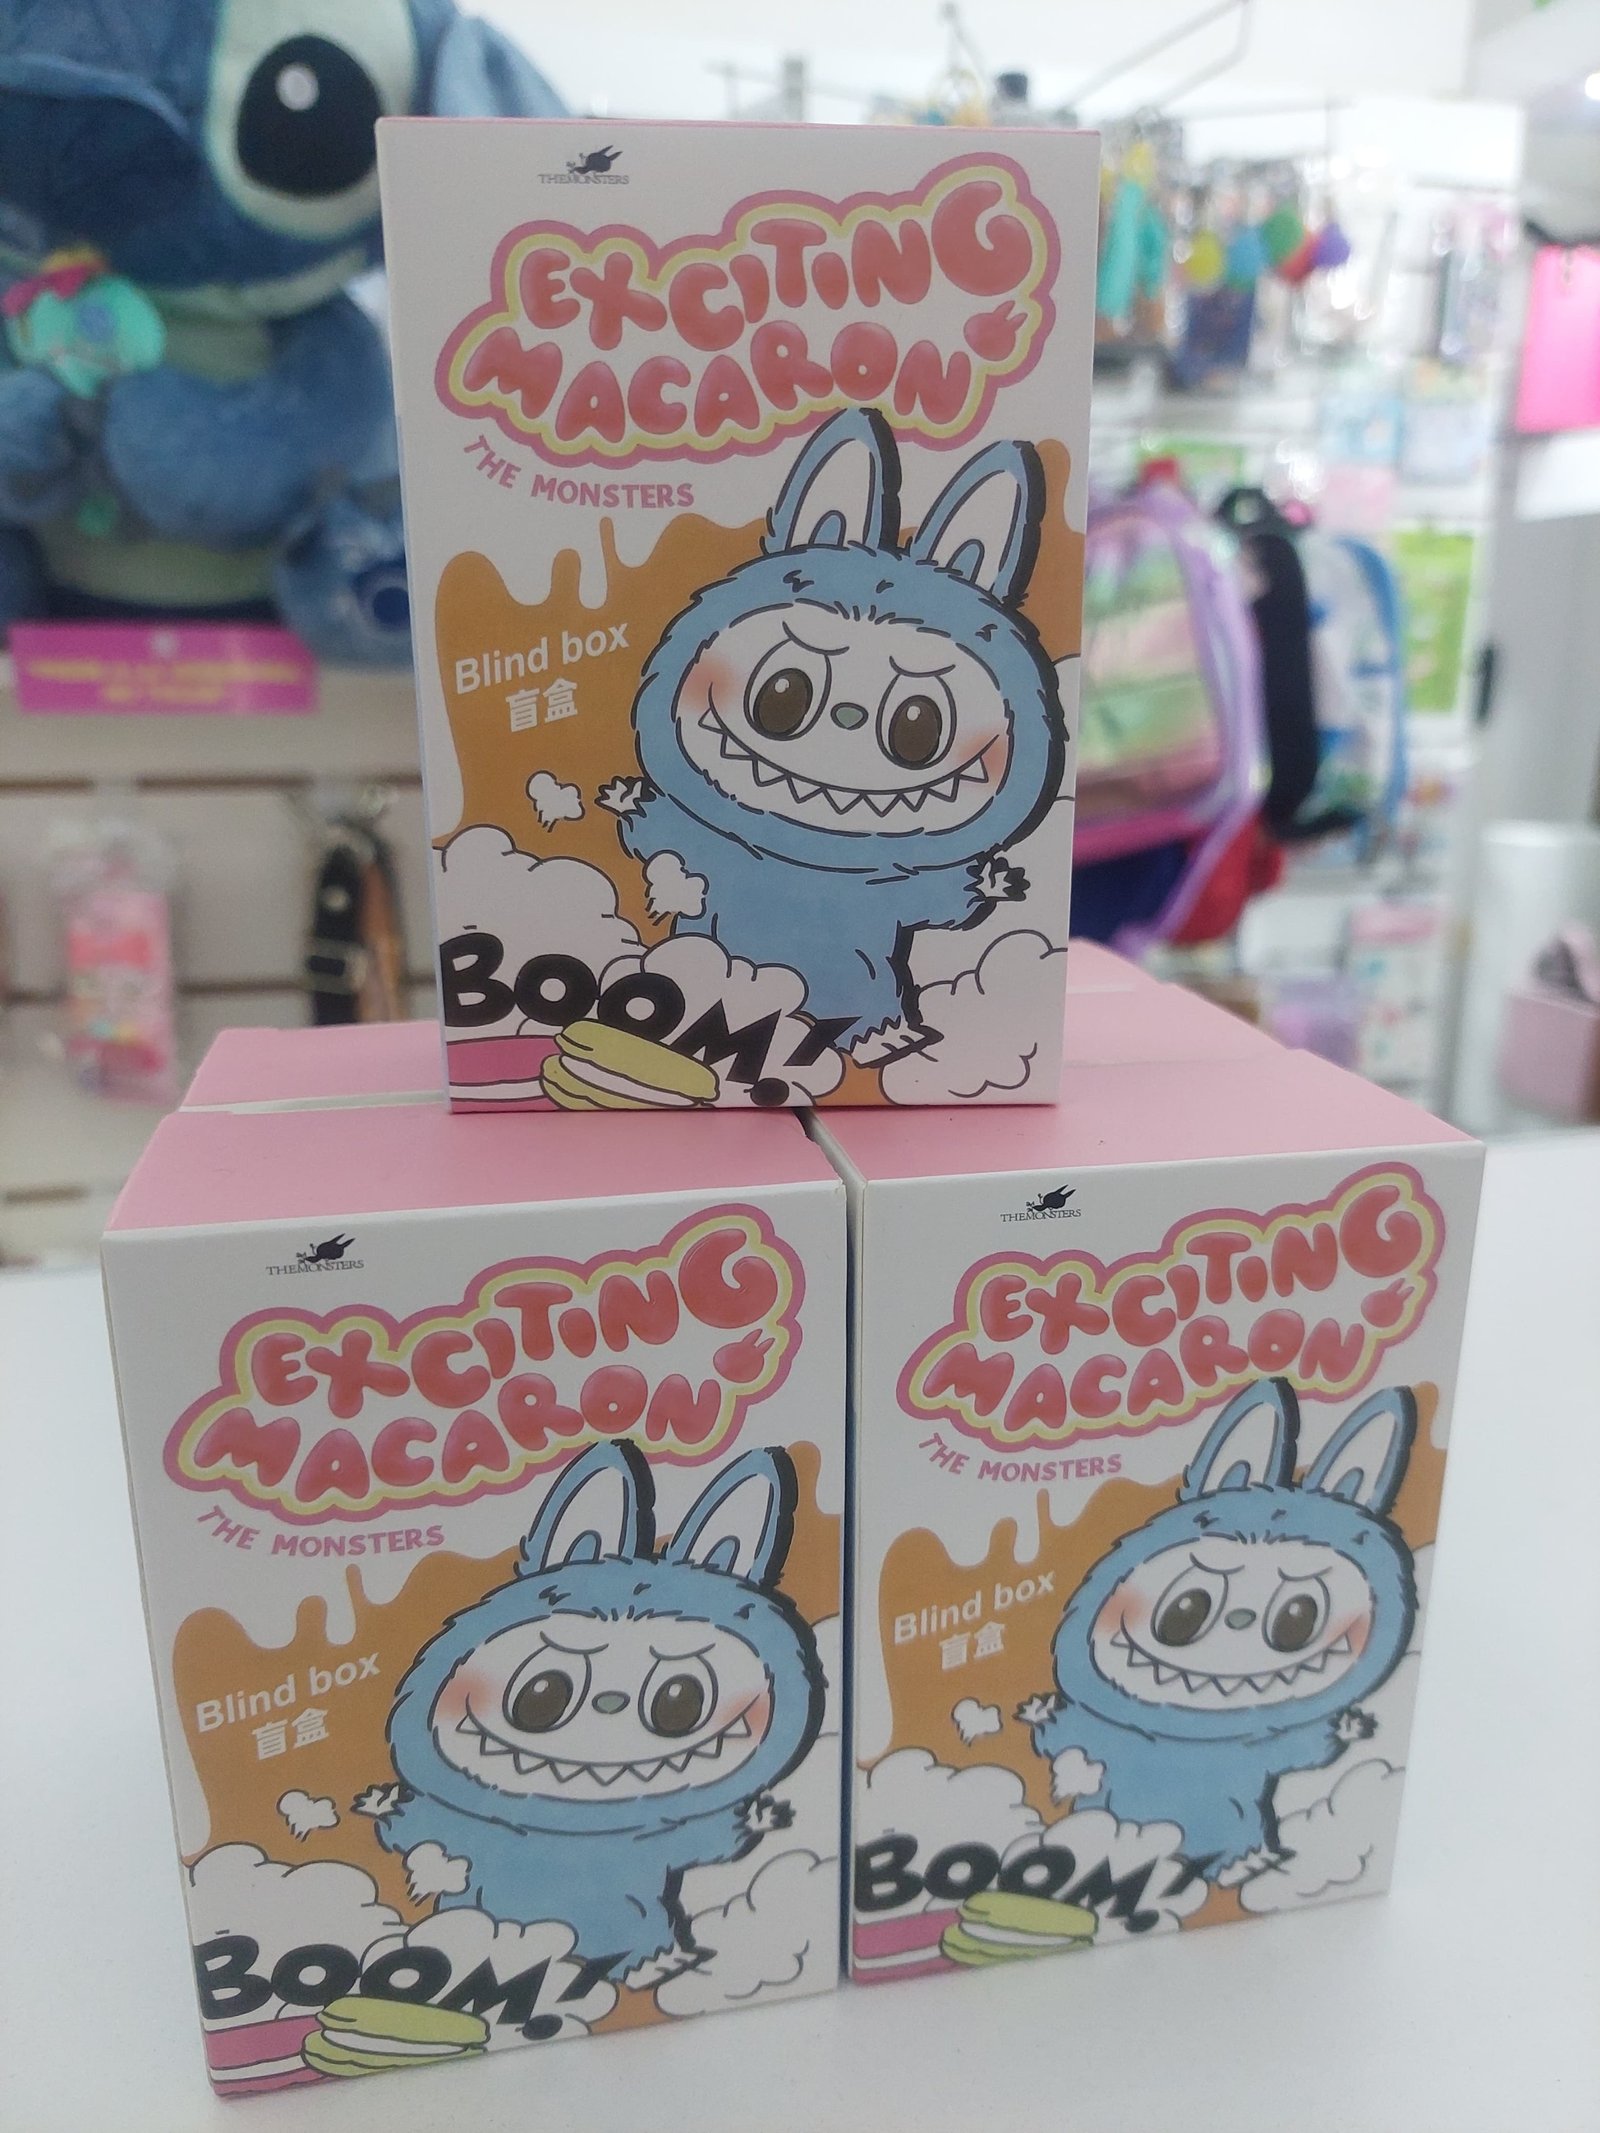 THEMONSTERS
EXCITING
MACARON
THE MONSTERS
Blind box
盲盒
BOOM!
THEMONSTERS
EXCITING
MACARON
THE MONSTERS
Blind box
盲盒
BOOM!
THEMONSTERS
EXCITING
MACARON
THE MONSTERS
Blind box
盲盒
BOOM!